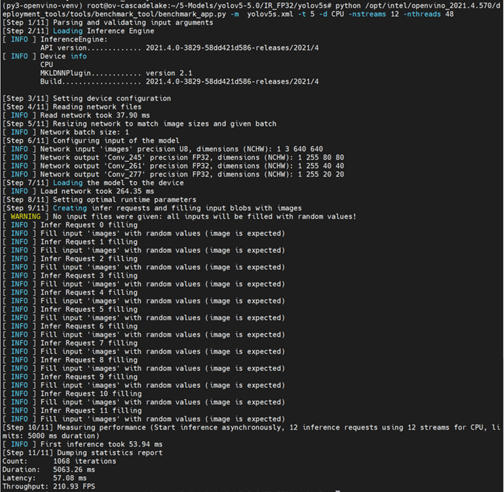 (py3-openvino-venv) root@ov-cascadelake:~/5-Models/yolov5-5.0/IR_FP32/yolov5s# python /opt/intel/openvino_2021.4.570/d
eployment_tools/tools/benchmark_tool/benchmark_app.py -m  yolov5s.xml -t 5 -d CPU -nstreams 12 -nthreads 48
[Step 1/11] Parsing and validating input arguments
[Step 2/11] Loading Inference Engine
[ INFO ] InferenceEngine:
         API version............. 2021.4.0-3829-58dd421d586-releases/2021/4
[ INFO ] Device info
         CPU
         MKLDNNPlugin............ version 2.1
         Build................... 2021.4.0-3829-58dd421d586-releases/2021/4
[Step 3/11] Setting device configuration
[Step 4/11] Reading network files
[ INFO ] Read network took 37.90 ms
[Step 5/11] Resizing network to match image sizes and given batch
[ INFO ] Network batch size: 1
[Step 6/11] Configuring input of the model
[ INFO ] Network input 'images' precision U8, dimensions (NCHW): 1 3 640 640
[ INFO ] Network output 'Conv_245' precision FP32, dimensions (NCHW): 1 255 80 80
[ INFO ] Network output 'Conv_261' precision FP32, dimensions (NCHW): 1 255 40 40
[ INFO ] Network output 'Conv_277' precision FP32, dimensions (NCHW): 1 255 20 20
[Step 7/11] Loading the model to the device
[ INFO ] Load network took 264.35 ms
[Step 8/11] Setting optimal runtime parameters
[Step 9/11] Creating infer requests and filling input blobs with images
[ WARNING ] No input files were given: all inputs will be filled with random values!
[ INFO ] Infer Request 0 filling
[ INFO ] Fill input 'images' with random values (image is expected)
[ INFO ] Infer Request 1 filling
[ INFO ] Fill input 'images' with random values (image is expected)
[ INFO ] Infer Request 2 filling
[ INFO ] Fill input 'images' with random values (image is expected)
[ INFO ] Infer Request 3 filling
[ INFO ] Fill input 'images' with random values (image is expected)
[ INFO ] Infer Request 4 filling
[ INFO ] Fill input 'images' with random values (image is expected)
[ INFO ] Infer Request 5 filling
[ INFO ] Fill input 'images' with random values (image is expected)
[ INFO ] Infer Request 6 filling
[ INFO ] Fill input 'images' with random values (image is expected)
[ INFO ] Infer Request 7 filling
[ INFO ] Fill input 'images' with random values (image is expected)
[ INFO ] Infer Request 8 filling
[ INFO ] Fill input 'images' with random values (image is expected)
[ INFO ] Infer Request 9 filling
[ INFO ] Fill input 'images' with random values (image is expected)
[ INFO ] Infer Request 10 filling
[ INFO ] Fill input 'images' with random values (image is expected)
[ INFO ] Infer Request 11 filling
[ INFO ] Fill input 'images' with random values (image is expected)
[Step 10/11] Measuring performance (Start inference asynchronously, 12 inference requests using 12 streams for CPU, li
mits: 5000 ms duration)
[ INFO ] First inference took 53.94 ms
[Step 11/11] Dumping statistics report
Count:      1068 iterations
Duration:   5063.26 ms
Latency:    57.08 ms
Throughput: 210.93 FPS